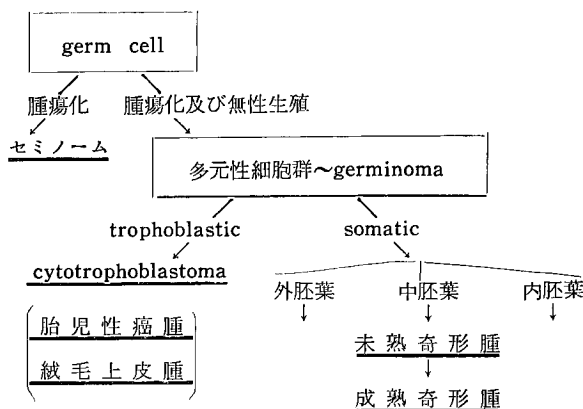 germ cell
腫瘍化 腫瘍化及び無性生殖
セミノーム
多元性細胞群～germinoma
trophoblastic somatic
cytotrophoblastoma
外胚葉 中胚葉 内胚葉
胎児性癌腫 未熟奇形腫
絨毛上皮腫
成熟奇形腫